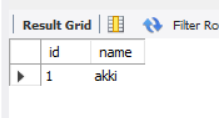 Result Grid Filter Ro
id name
1 akki